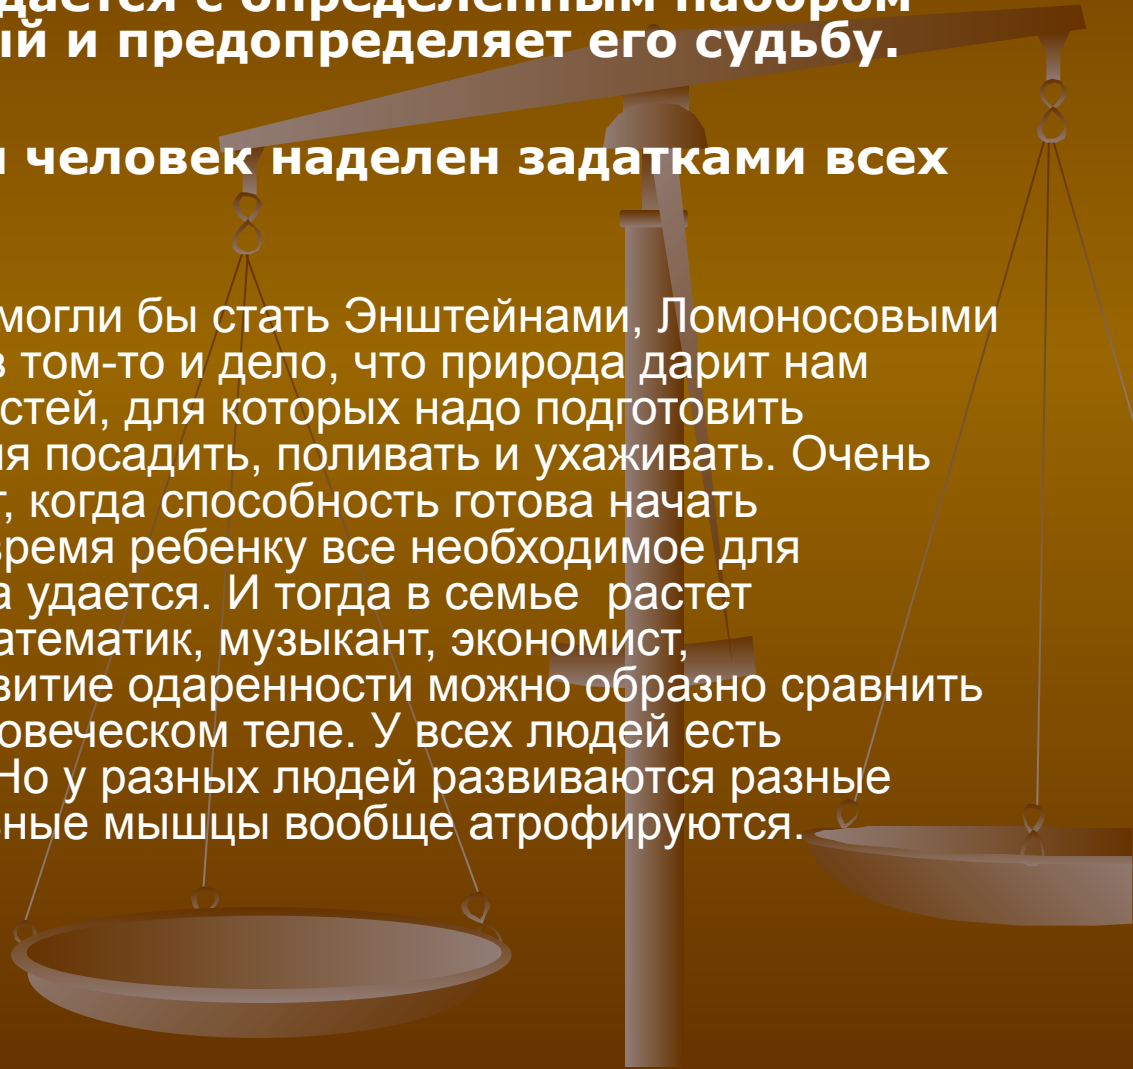 дается с определенным набором
ый и предопределяет его судьбу.
человек наделен задатками всех
могли бы стать Энштейнами, Ломоносовыми
в том-то и дело, что природа дарит нам
стей, для которых надо подготовить
ия посадить, поливать и ухаживать. Очень
т, когда способность готова начать
время ребенку все необходимое для
а удается. И тогда в семье растет
атематик, музыкант, экономист,
витие одаренности можно образно сравнить
овеческом теле. У всех людей есть
Но у разных людей развиваются разные
ьные мышцы вообще атрофируются.